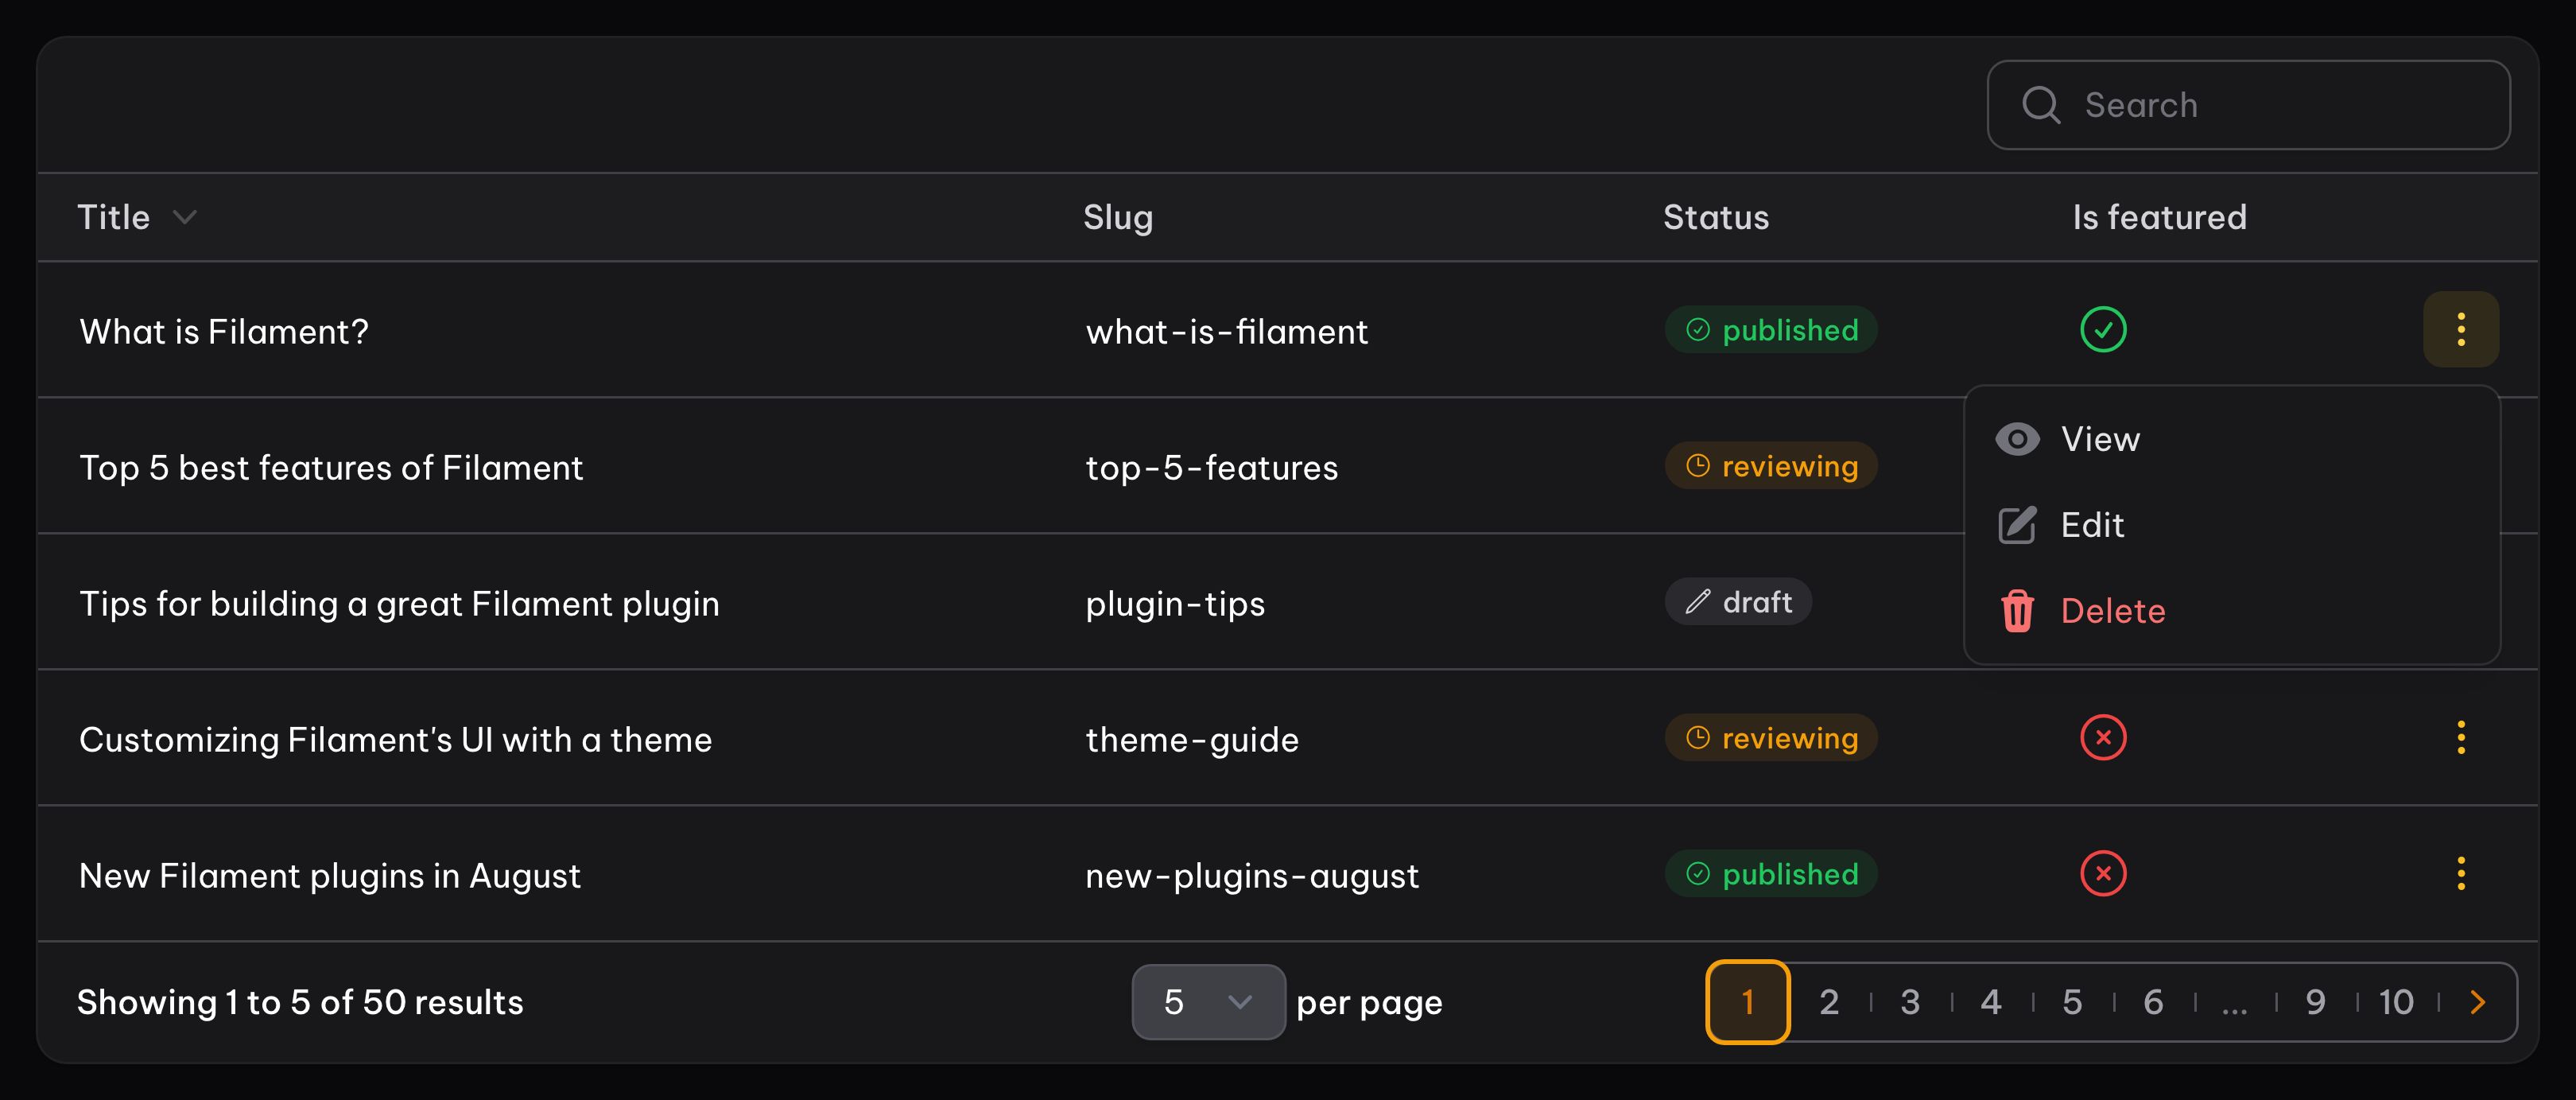 Search
Title Slug Status Is featured
What is Filament? what-is-filament published
Top 5 best features of Filament top-5-features reviewing
View
Edit
Tips for building a great Filament plugin plugin-tips draft
Delete
Customizing Filament's UI with a theme theme-guide reviewing
New Filament plugins in August new-plugins-august published
Showing 1 to 5 of 50 results 5 per page 1 2 3 4 5 6 ... 9 10